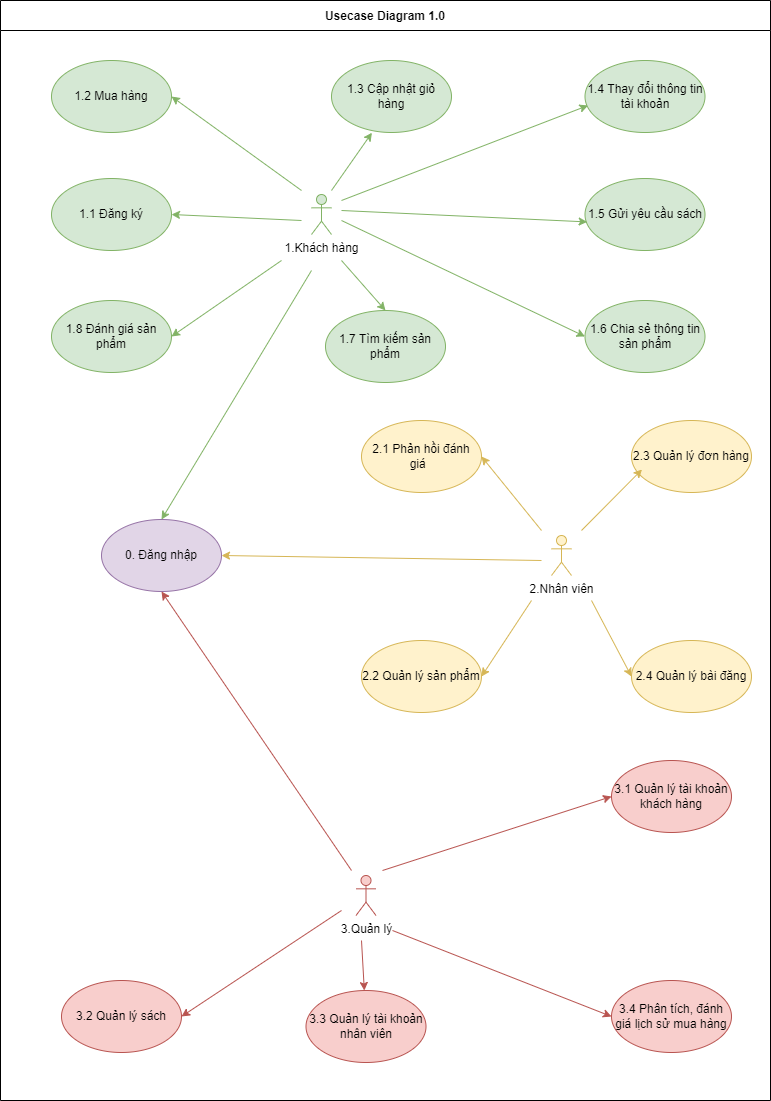 Usecase Diagram 1.0
1.2 Mua hàng
1.3 Cập nhật giỏ
hàng
1.4 Thay đổi thông tin
tài khoản
1.1 Đăng ký
1.5 Gửi yêu cầu sách
1.Khách hàng
1.8 Đánh giá sản
phẩm
1.7 Tìm kiếm sản
phẩm
1.6 Chia sẻ thông tin
sản phẩm
2.1 Phản hồi đánh
giá
2.3 Quản lý đơn hàng
0. Đăng nhập
2.Nhân viên
2.2 Quản lý sản phẩm
2.4 Quản lý bài đăng
3.1 Quản lý tài khoản
khách hàng
3.Quản lý
3.2 Quản lý sách
3.3 Quản lý tài khoản
nhân viên
3.4 Phân tích, đánh
giá lịch sử mua hàng